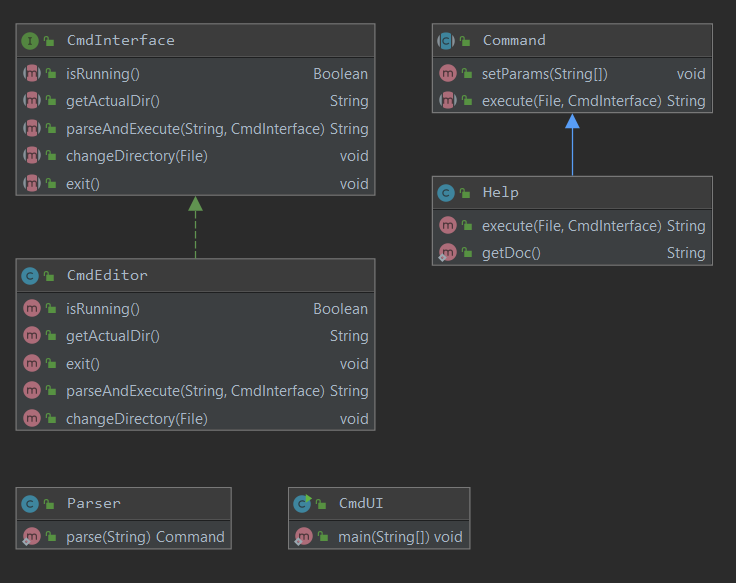 CmdInterface
isRunning() Boolean
getActualDir() String
parseAndExecute(String, CmdInterface) String
changeDirectory(File) void
exit() void
Command
setParams(String[]) void
execute(File, CmdInterface) String
Help
execute(File, CmdInterface) String
getDoc() String
CmdEditor
isRunning() Boolean
getActualDir() String
exit() void
parseAndExecute(String, CmdInterface) String
changeDirectory(File) void
Parser
parse(String) Command
CmdUI
main(String[]) void